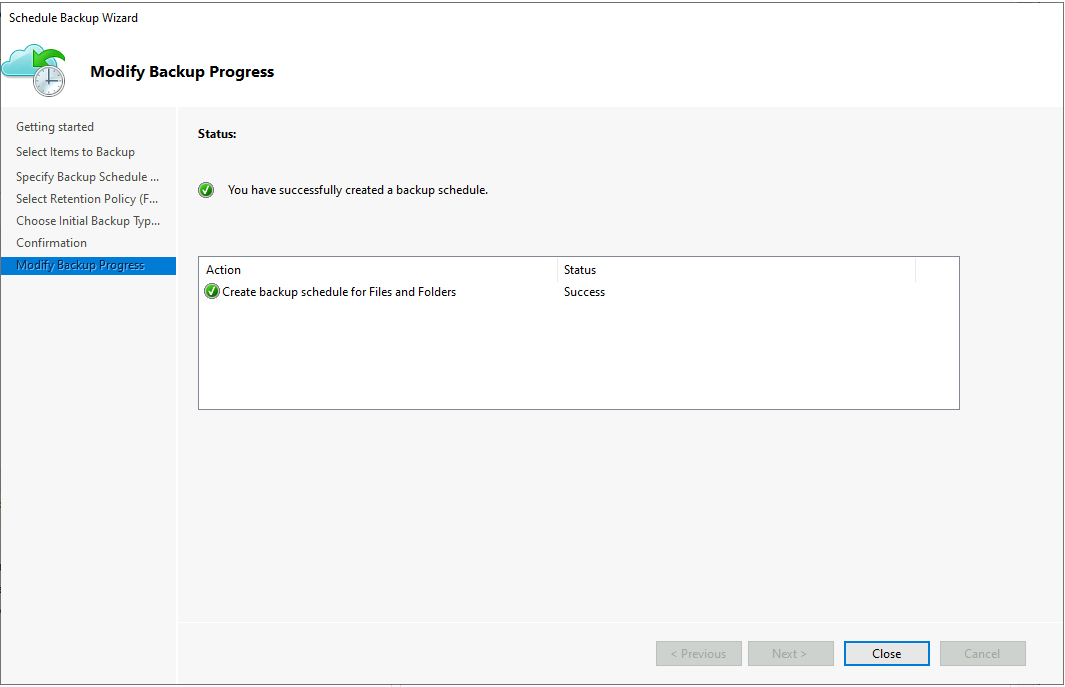 Schedule Backup Wizard
Modify Backup Progress
Getting started
Select Items to Backup
Specify Backup Schedule ...
Select Retention Policy (F...
Choose Initial Backup Typ...
Confirmation
Modify Backup Progress
Status:
You have successfully created a backup schedule.
Action Status
Create backup schedule for Files and Folders Success
< Previous Next > Close Cancel